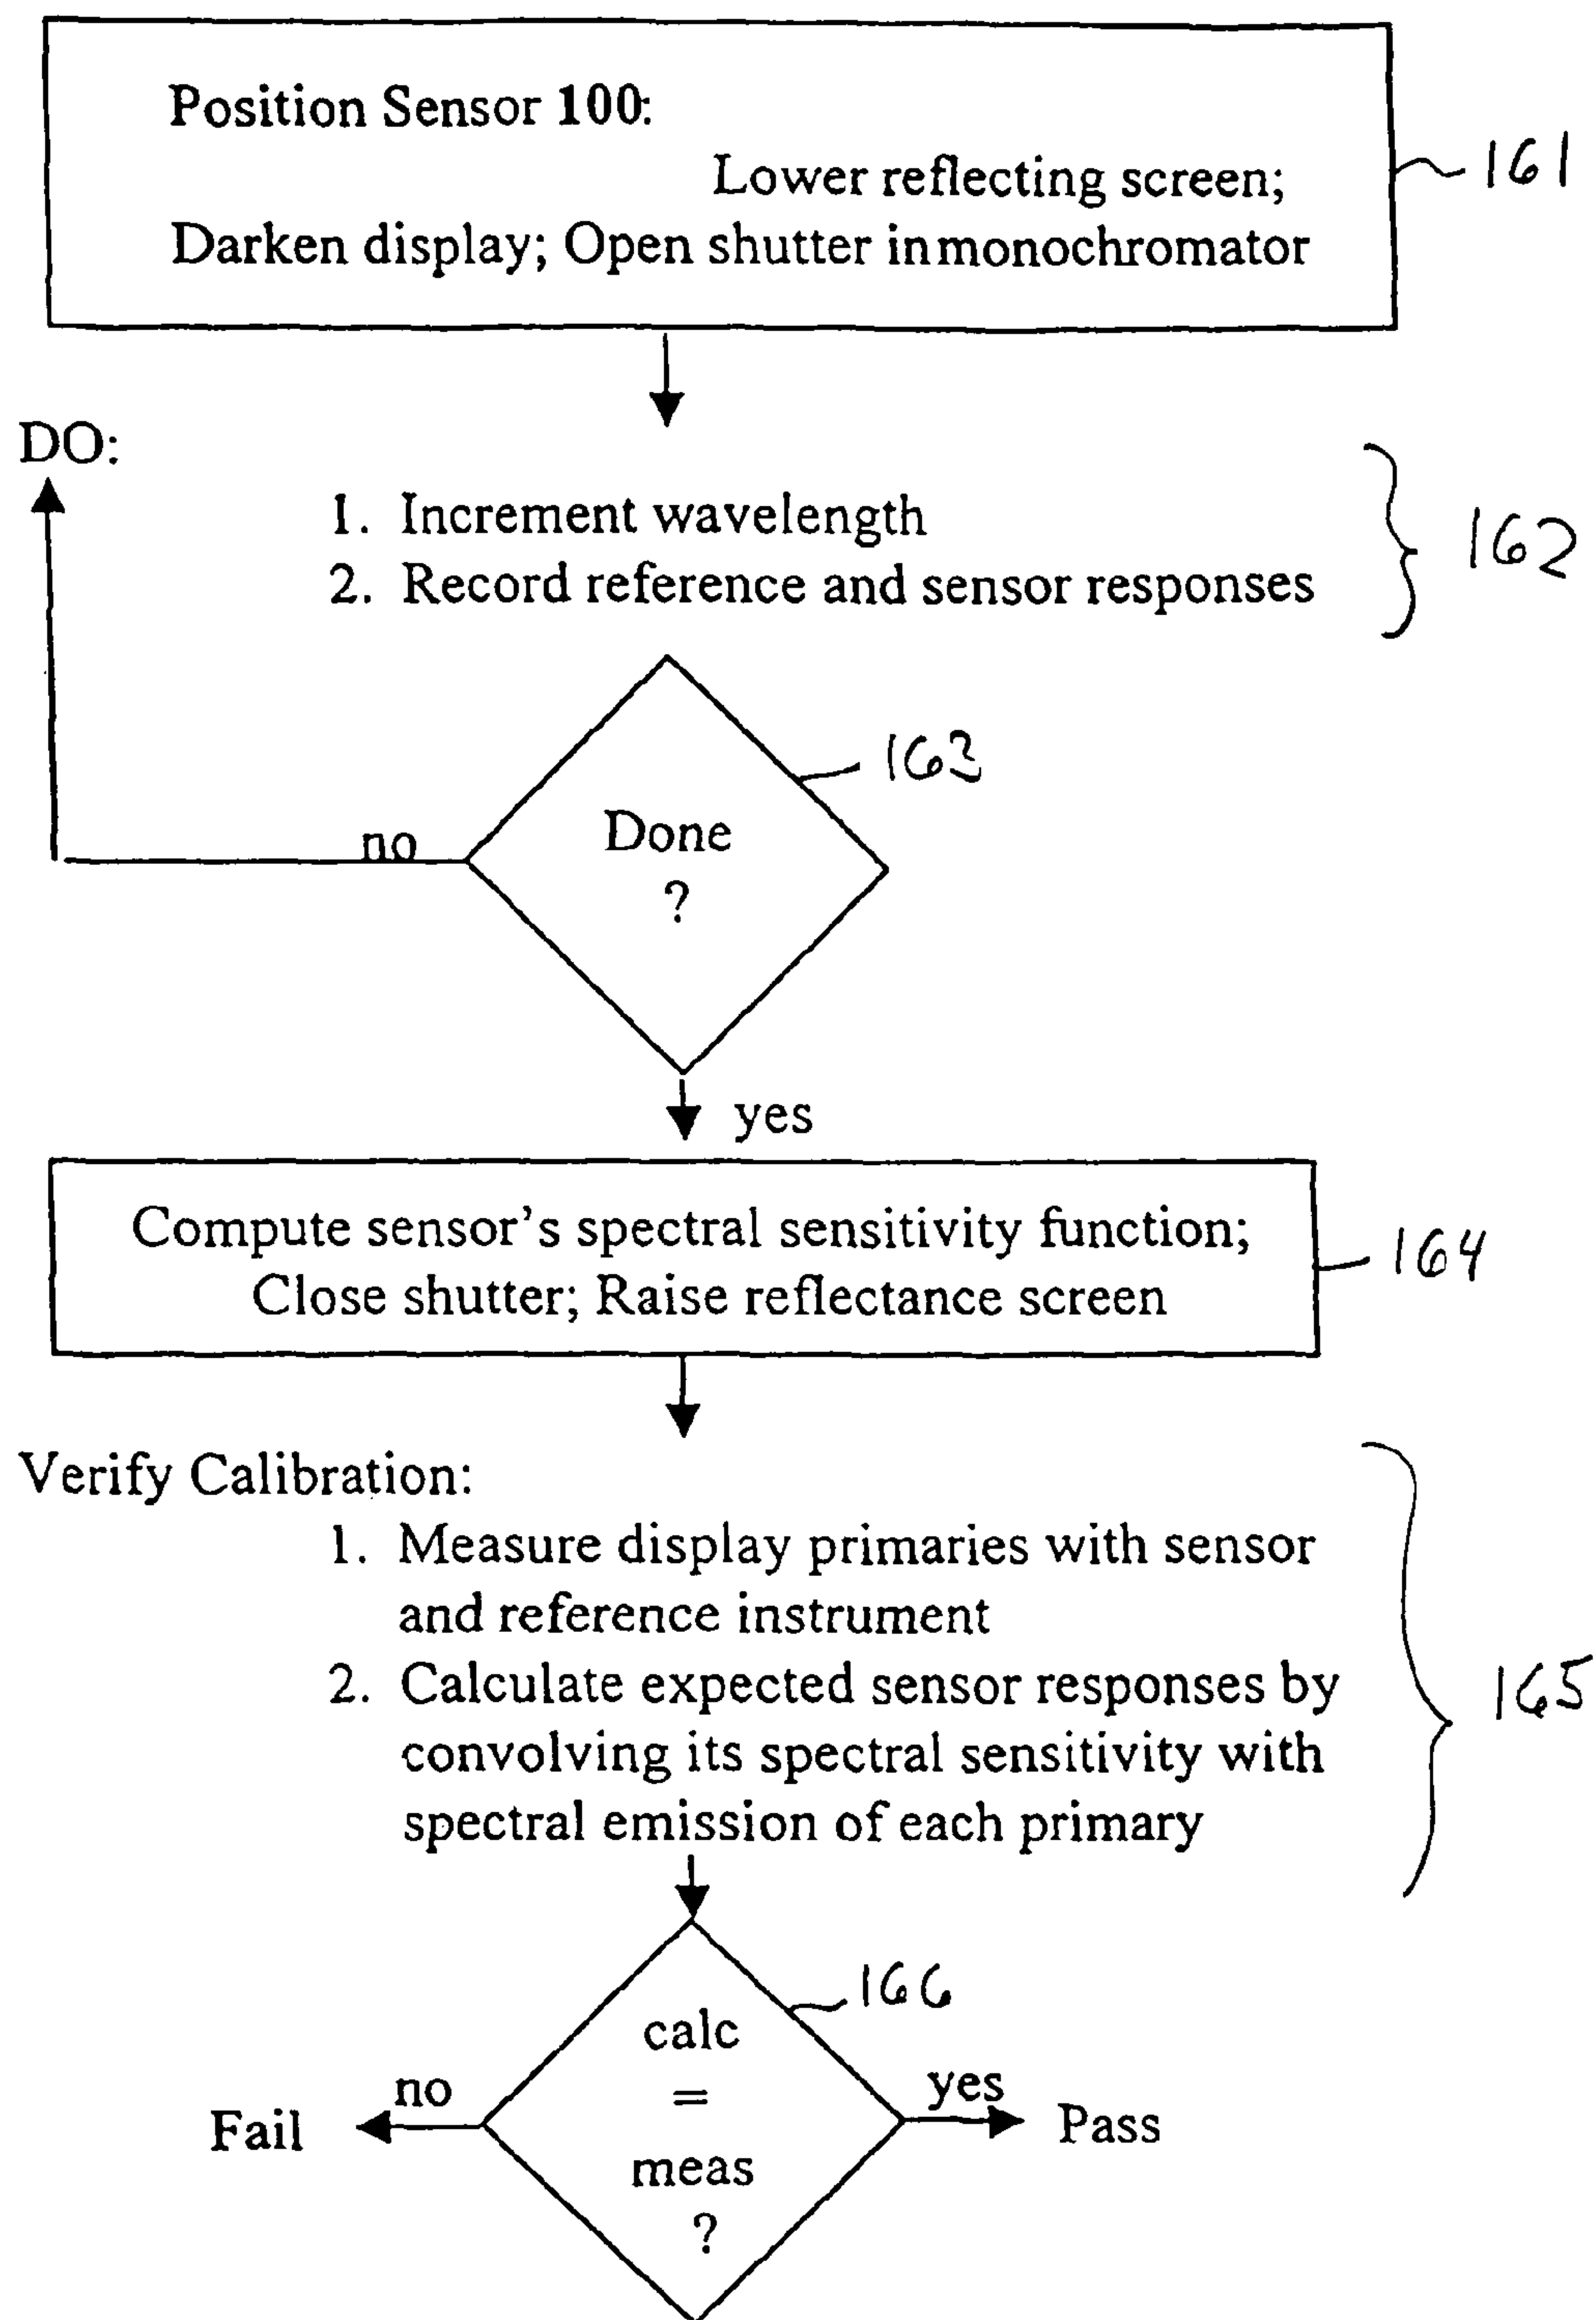 Position Sensor 100:
Lower reflecting screen;
Darken display; Open shutter inmonochromator
161
DO:
1. Increment wavelength
2. Record reference and sensor responses
162
163
Done
?
no
yes
Compute sensor's spectral sensitivity function;
Close shutter; Raise reflectance screen
164
Verify Calibration:
1. Measure display primaries with sensor
and reference instrument
2. Calculate expected sensor responses by
convolving its spectral sensitivity with
spectral emission of each primary
165
166
calc
=
meas
?
no
Fail
yes
Pass